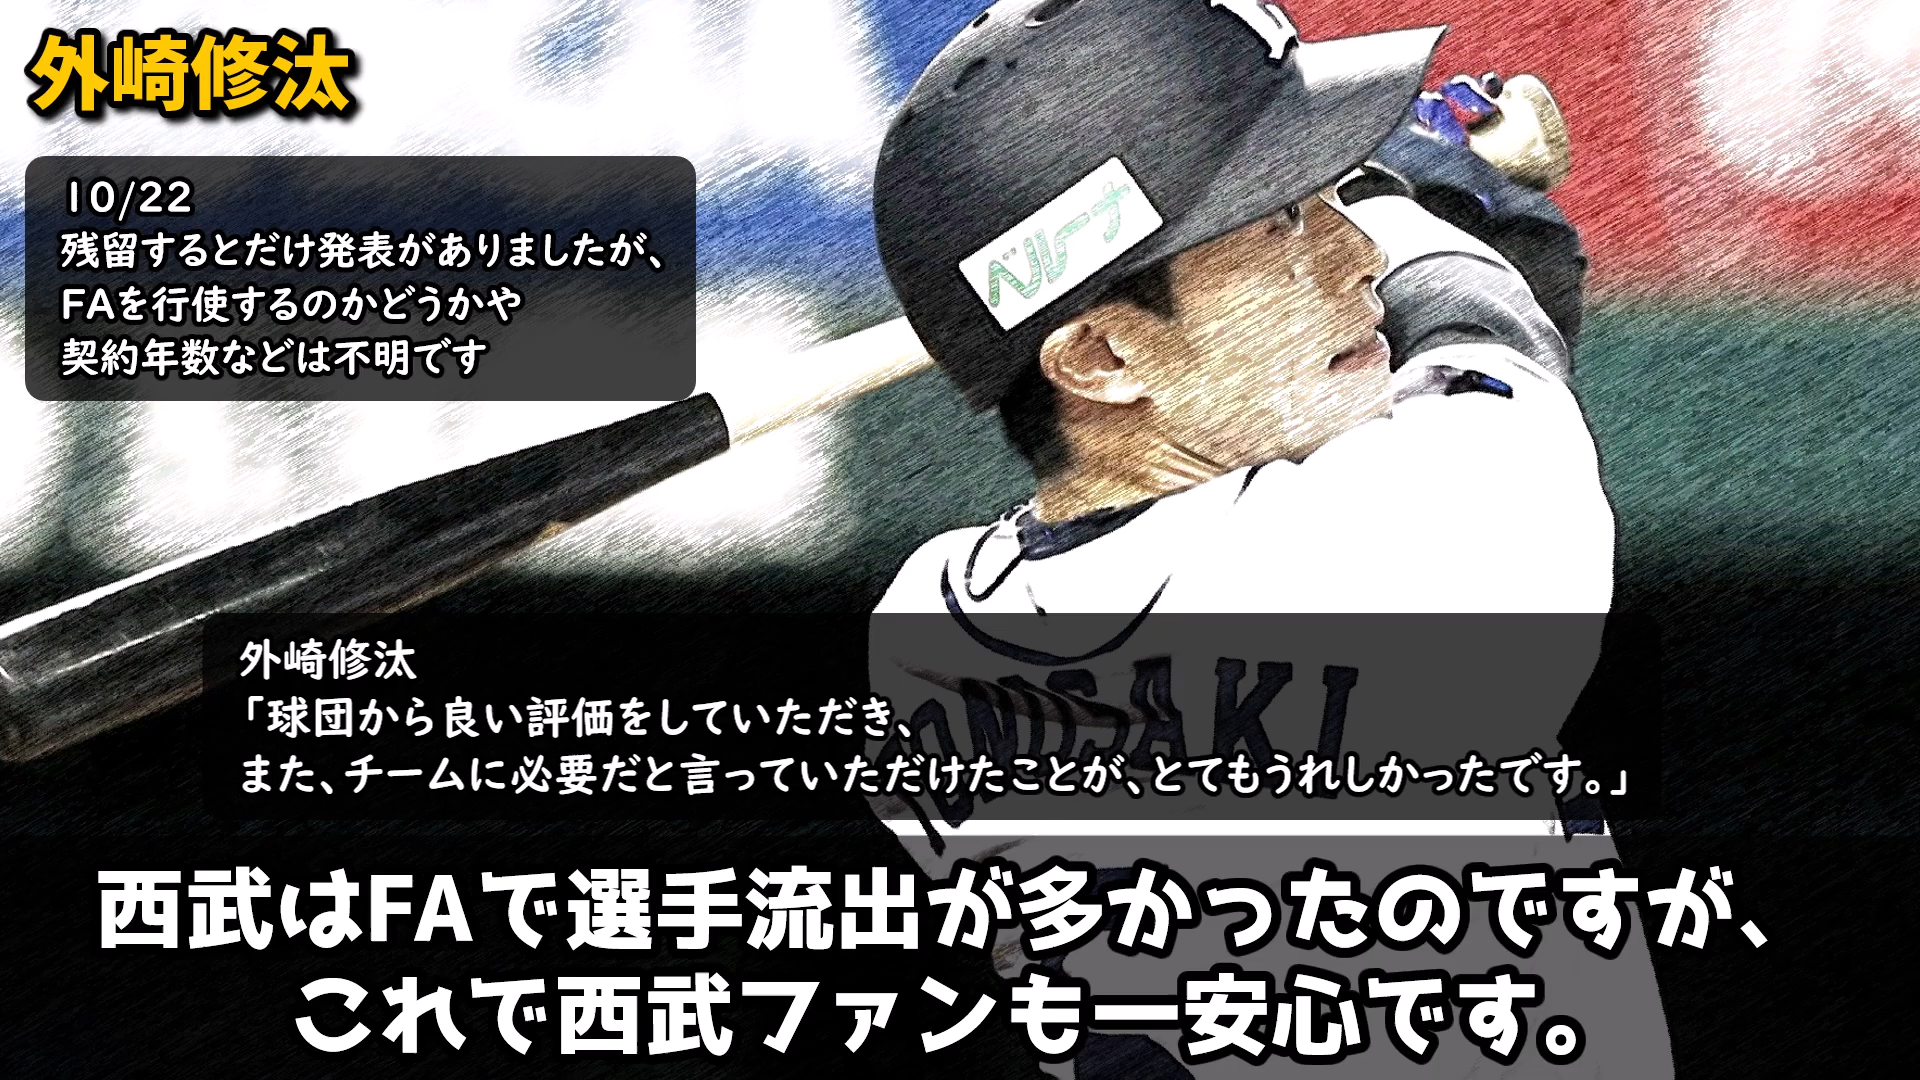 外崎修汰
10/22
残留するとだけ発表がありましたが、
FAを行使するのかどうかや
契約年数などは不明です
ベルーナ
外崎修汰
「球団から良い評価をしていただき、
また、チームに必要だと言っていただけたことが、とてもうれしかったです。」
TONOSAKI
西武はFAで選手流出が多かったのですが、
これで西武ファンも一安心です。